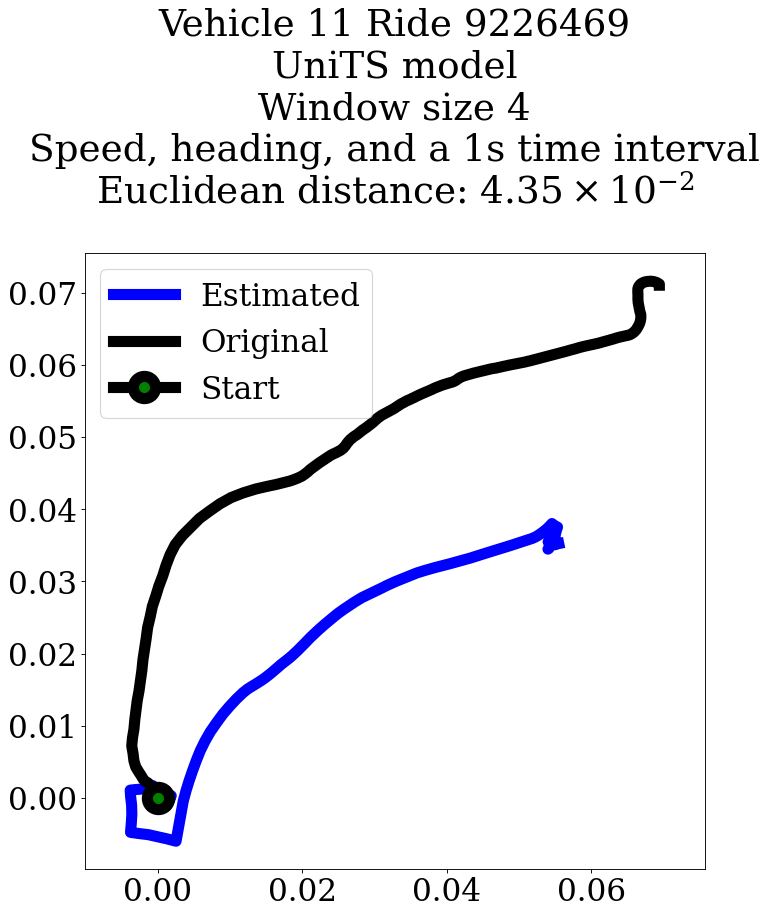 Vehicle 11 Ride 9226469
UniTS model
Window size 4
Speed, heading, and a 1s time interval
Euclidean distance: 4.35 × 10⁻²
Estimated
Original
Start
0.07
0.06
0.05
0.04
0.03
0.02
0.01
0.00
0.00 0.02 0.04 0.06